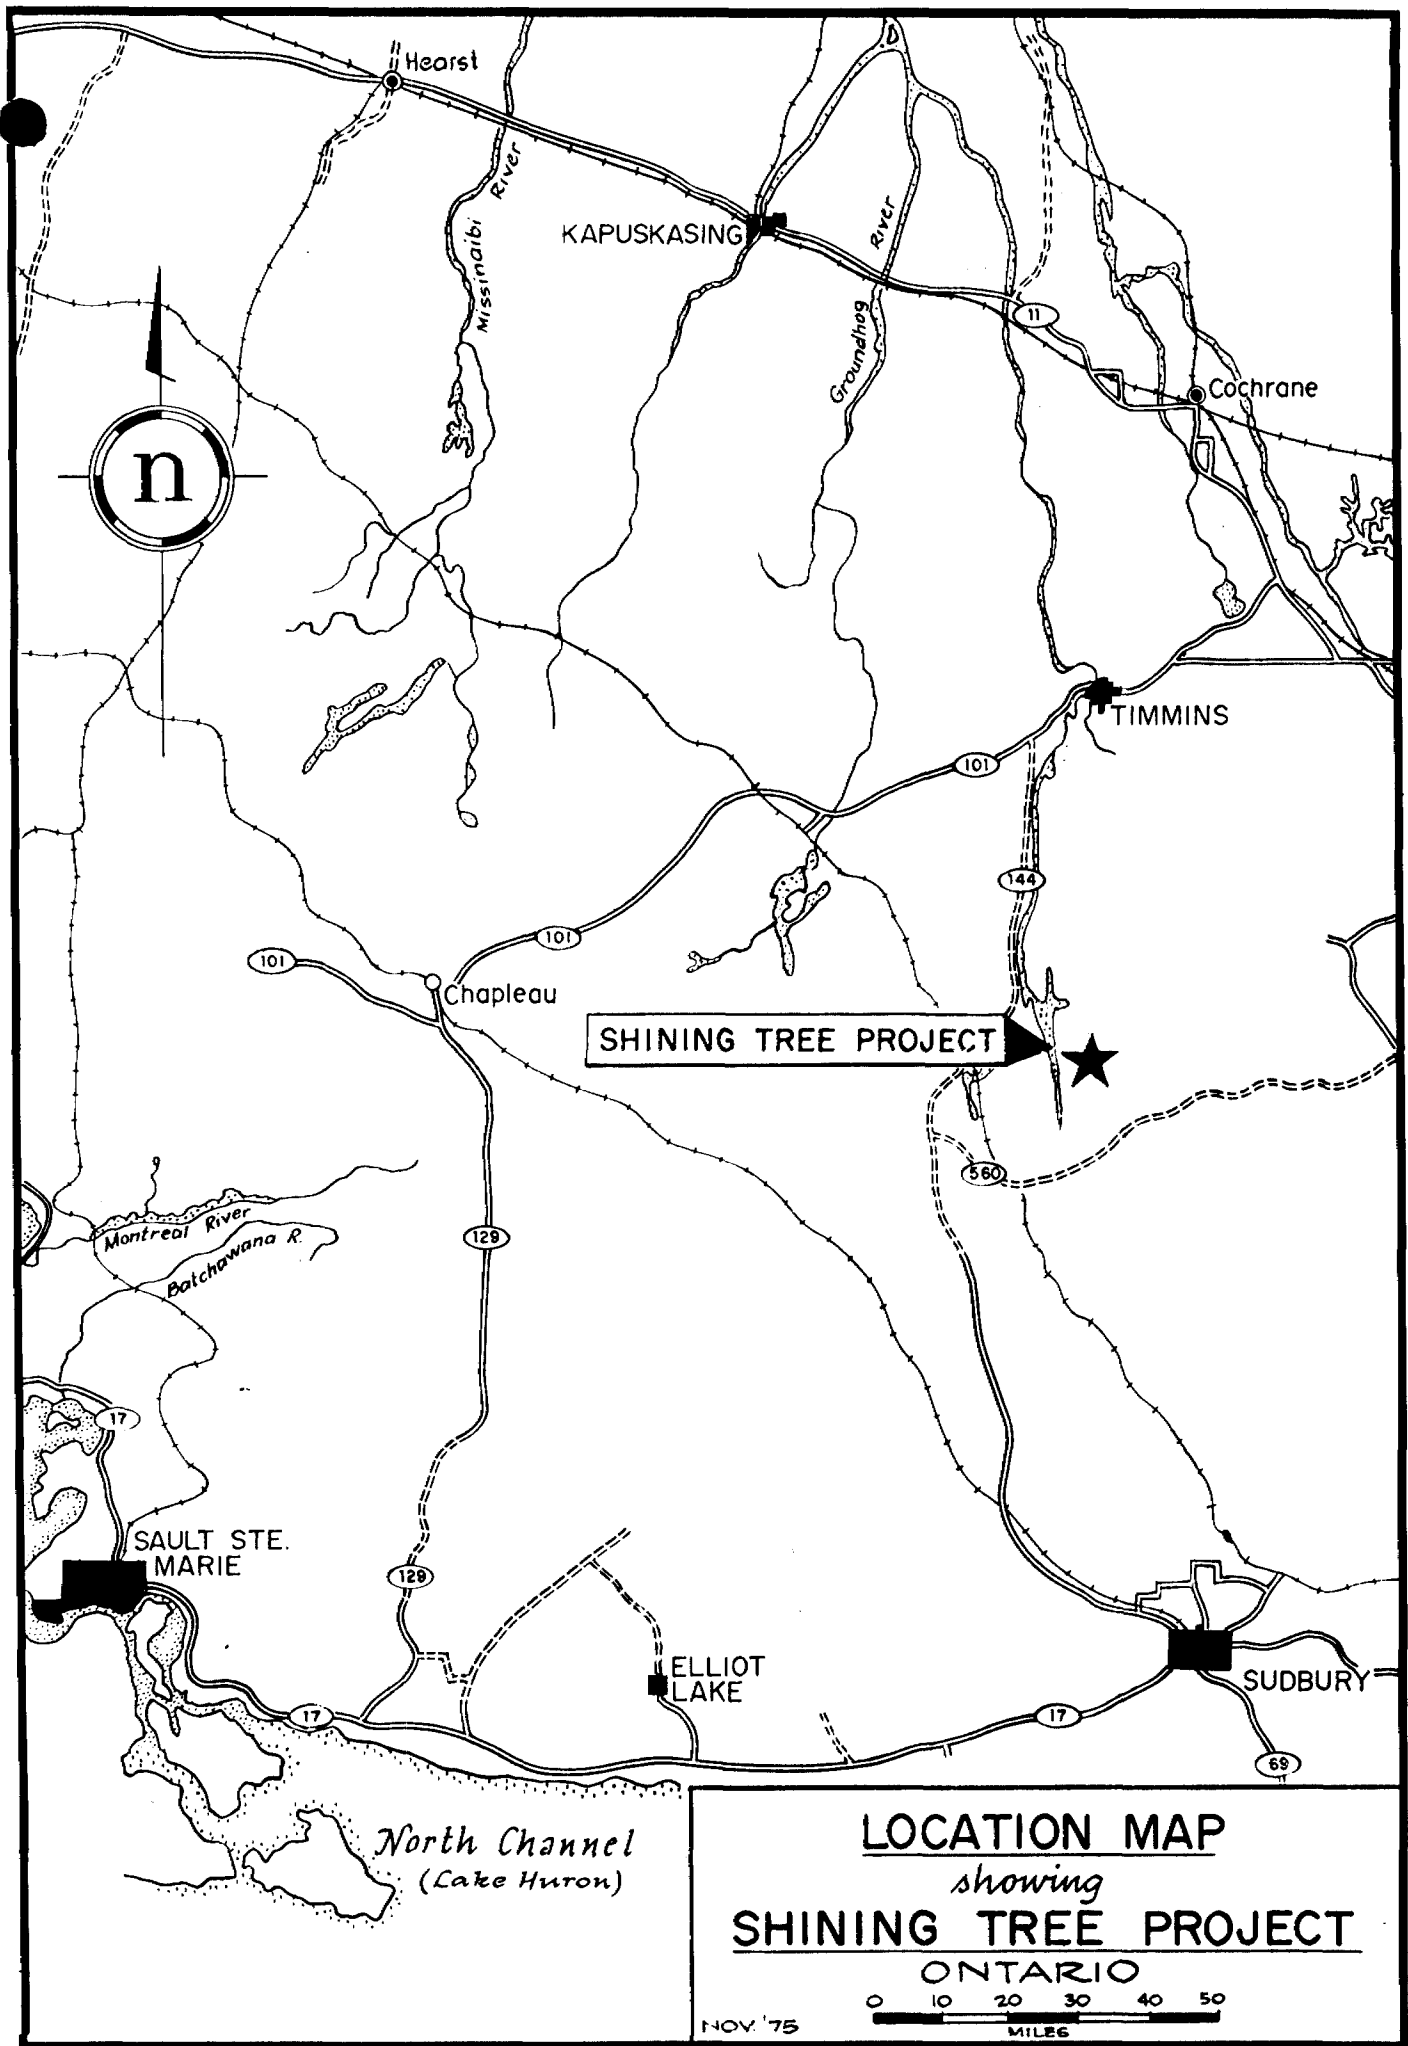 Hearst
River
Missinaibi
KAPUSKASING
River
Groundhog
11
Cochrane
n
TIMMINS
101
144
101
101
Chapleau
SHINING TREE PROJECT
560
Montreal River
Batchawana R.
129
17
SAULT STE.
MARIE
129
ELLIOT
LAKE
SUDBURY
17
17
69
North Channel
(Lake Huron)
LOCATION MAP
showing
SHINING TREE PROJECT
ONTARIO
0 10 20 30 40 50
MILES
NOV. '75